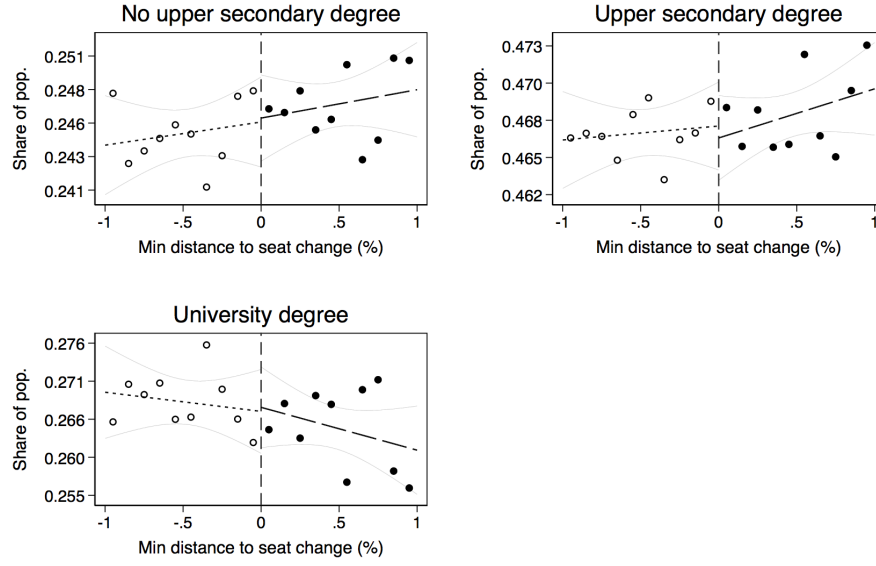 No upper secondary degree
Share of pop.
0.251
0.248
0.246
0.243
0.241
-1 -.5 0 .5 1
Min distance to seat change (%)
Upper secondary degree
Share of pop.
0.473
0.470
0.468
0.465
0.462
-1 -.5 0 .5 1
Min distance to seat change (%)
University degree
Share of pop.
0.276
0.271
0.266
0.260
0.255
-1 -.5 0 .5 1
Min distance to seat change (%)